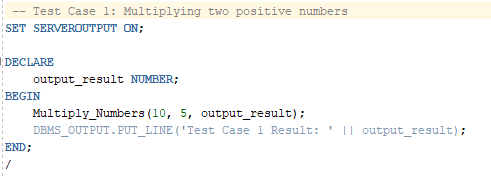 -- Test Case 1: Multiplying two positive numbers
SET SERVEROUTPUT ON;
DECLARE
output_result NUMBER;
BEGIN
Multiply_Numbers(10, 5, output_result);
DBMS_OUTPUT.PUT_LINE('Test Case 1 Result: ' || output_result);
END;
/